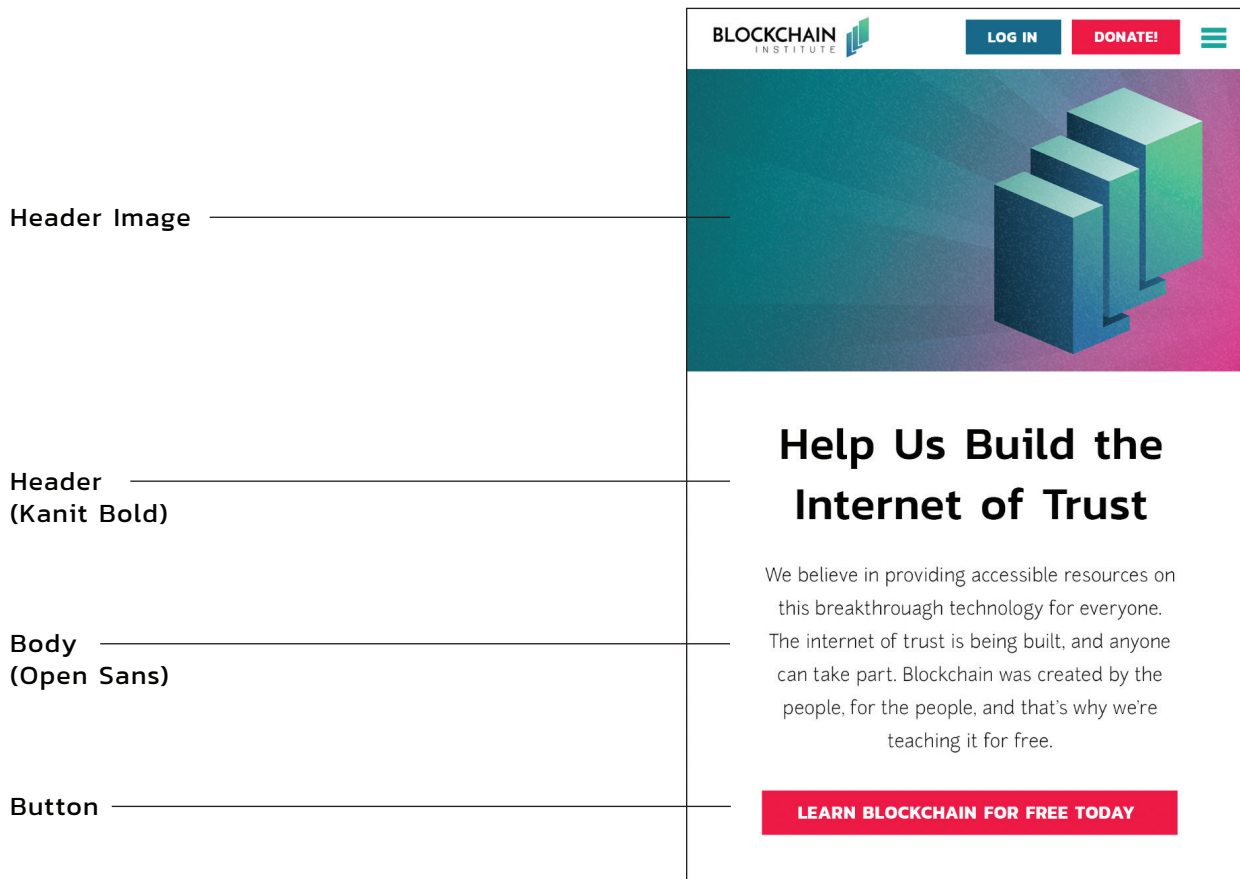 BLOCKCHAIN
INSTITUTE
LOG IN
DONATE!
Header Image
Header
(Kanit Bold)
Help Us Build the
Internet of Trust
Body
(Open Sans)
We believe in providing accessible resources on
this breakthrouagh technology for everyone.
The internet of trust is being built, and anyone
can take part. Blockchain was created by the
people, for the people, and that's why we're
teaching it for free.
Button
LEARN BLOCKCHAIN FOR FREE TODAY